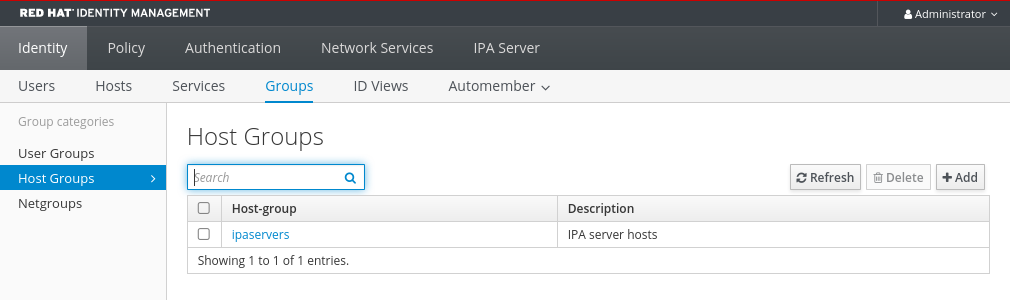 RED HAT® IDENTITY MANAGEMENT
Administrator
Identity Policy Authentication Network Services IPA Server
Users Hosts Services Groups ID Views Automember
Group categories
User Groups
Host Groups
Netgroups
Host Groups
Search
Refresh Delete Add
Host-group Description
ipaservers IPA server hosts
Showing 1 to 1 of 1 entries.